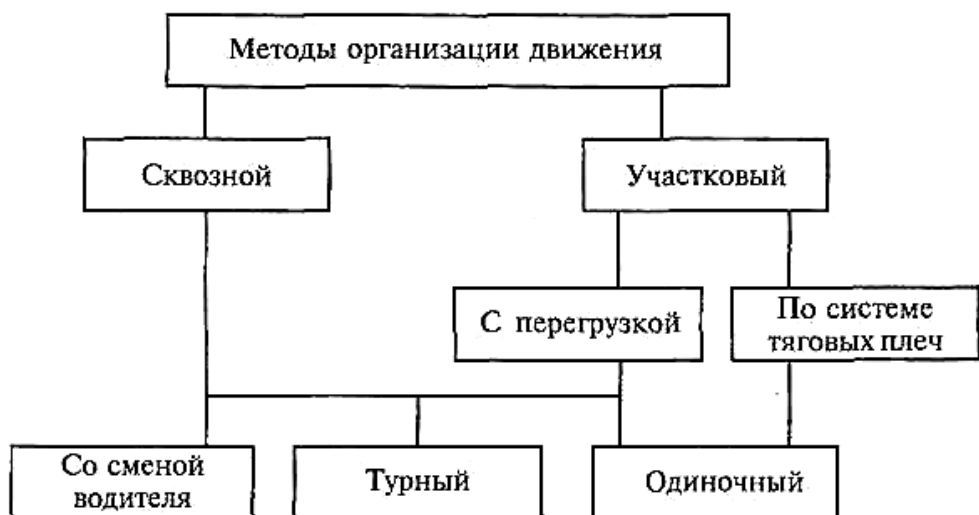 Методы организации движения
Сквозной
Участковый
С перегрузкой
По системе
тяговых плеч
Со сменой
водителя
Турный
Одиночный